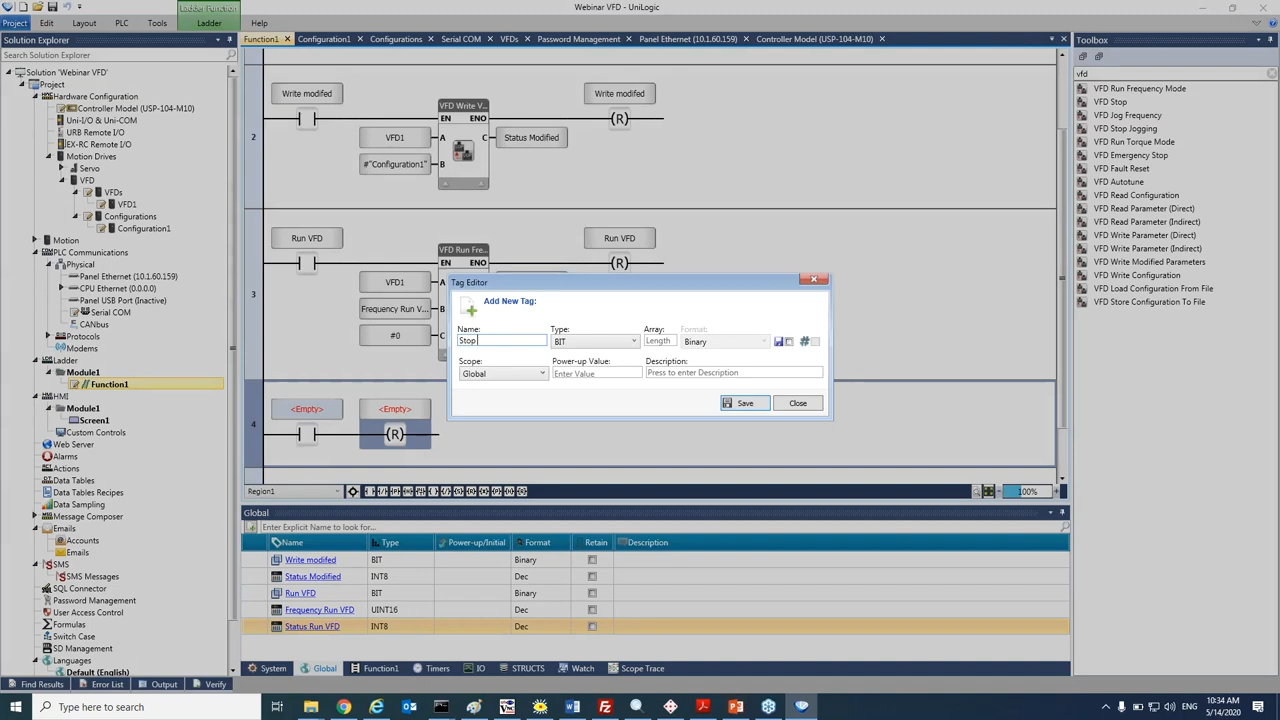 Webinar VFD - UniLogic
Ladder Function
Project Edit Layout PLC Tools Ladder Help
Solution Explorer
Search Solution Explorer
Solution 'Webinar VFD'
Project
Hardware Configuration
Controller Model (USP-104-M10)
Uni-I/O & Uni-COM
URB Remote I/O
EX-RC Remote I/O
Motion Drives
Servo
VFD
VFDs
VFD1
Configurations
Configuration1
Motion
PLC Communications
Physical
Panel Ethernet (10.1.60.159)
CPU Ethernet (0.0.0.0)
Panel USB Port (Inactive)
Serial COM
CANbus
Protocols
Modems
Ladder
Module1
Function1
HMI
Module1
Screen1
Custom Controls
Web Server
Alarms
Actions
Data Tables
Data Tables Recipes
Data Sampling
Message Composer
Emails
Accounts
Emails
SMS
SMS Messages
SQL Connector
Password Management
User Access Control
Formulas
Switch Case
SD Management
Languages
Default (English)
Find Results Error List Output Verify
Function1 Configuration1 Configurations Serial COM VFDs Password Management Panel Ethernet (10.1.60.159) Controller Model (USP-104-M10)
Write modifed
VFD Write V...
Write modifed
EN ENO
(R)
2
VFD1 A C Status Modified
#"Configuration1" B
Run VFD
VFD Run Fre...
Run VFD
EN ENO
(R)
3
VFD1 A
Frequency Run V... B
#0 C
<Empty> <Empty>
4
(R)
Tag Editor
Add New Tag:
Name: Type: Array: Format:
Stop BIT Length Binary
Scope: Power-up Value: Description:
Global Enter Value Press to enter Description
Save Close
Region1
100%
Global
Enter Explicit Name to look for...
Name Type Power-up/Initial Format Retain Description
Write modifed BIT Binary
Status Modified INT8 Dec
Run VFD BIT Binary
Frequency Run VFD UINT16 Dec
Status Run VFD INT8 Dec
System Global Function1 Timers IO STRUCTS Watch Scope Trace
Toolbox
vfd
VFD Run Frequency Mode
VFD Stop
VFD Jog Frequency
VFD Stop Jogging
VFD Run Torque Mode
VFD Emergency Stop
VFD Fault Reset
VFD Autotune
VFD Read Configuration
VFD Read Parameter (Direct)
VFD Read Parameter (Indirect)
VFD Write Parameter (Direct)
VFD Write Parameter (Indirect)
VFD Write Modified Parameters
VFD Write Configuration
VFD Load Configuration From File
VFD Store Configuration To File
Type here to search
10:34 AM
5/14/2020